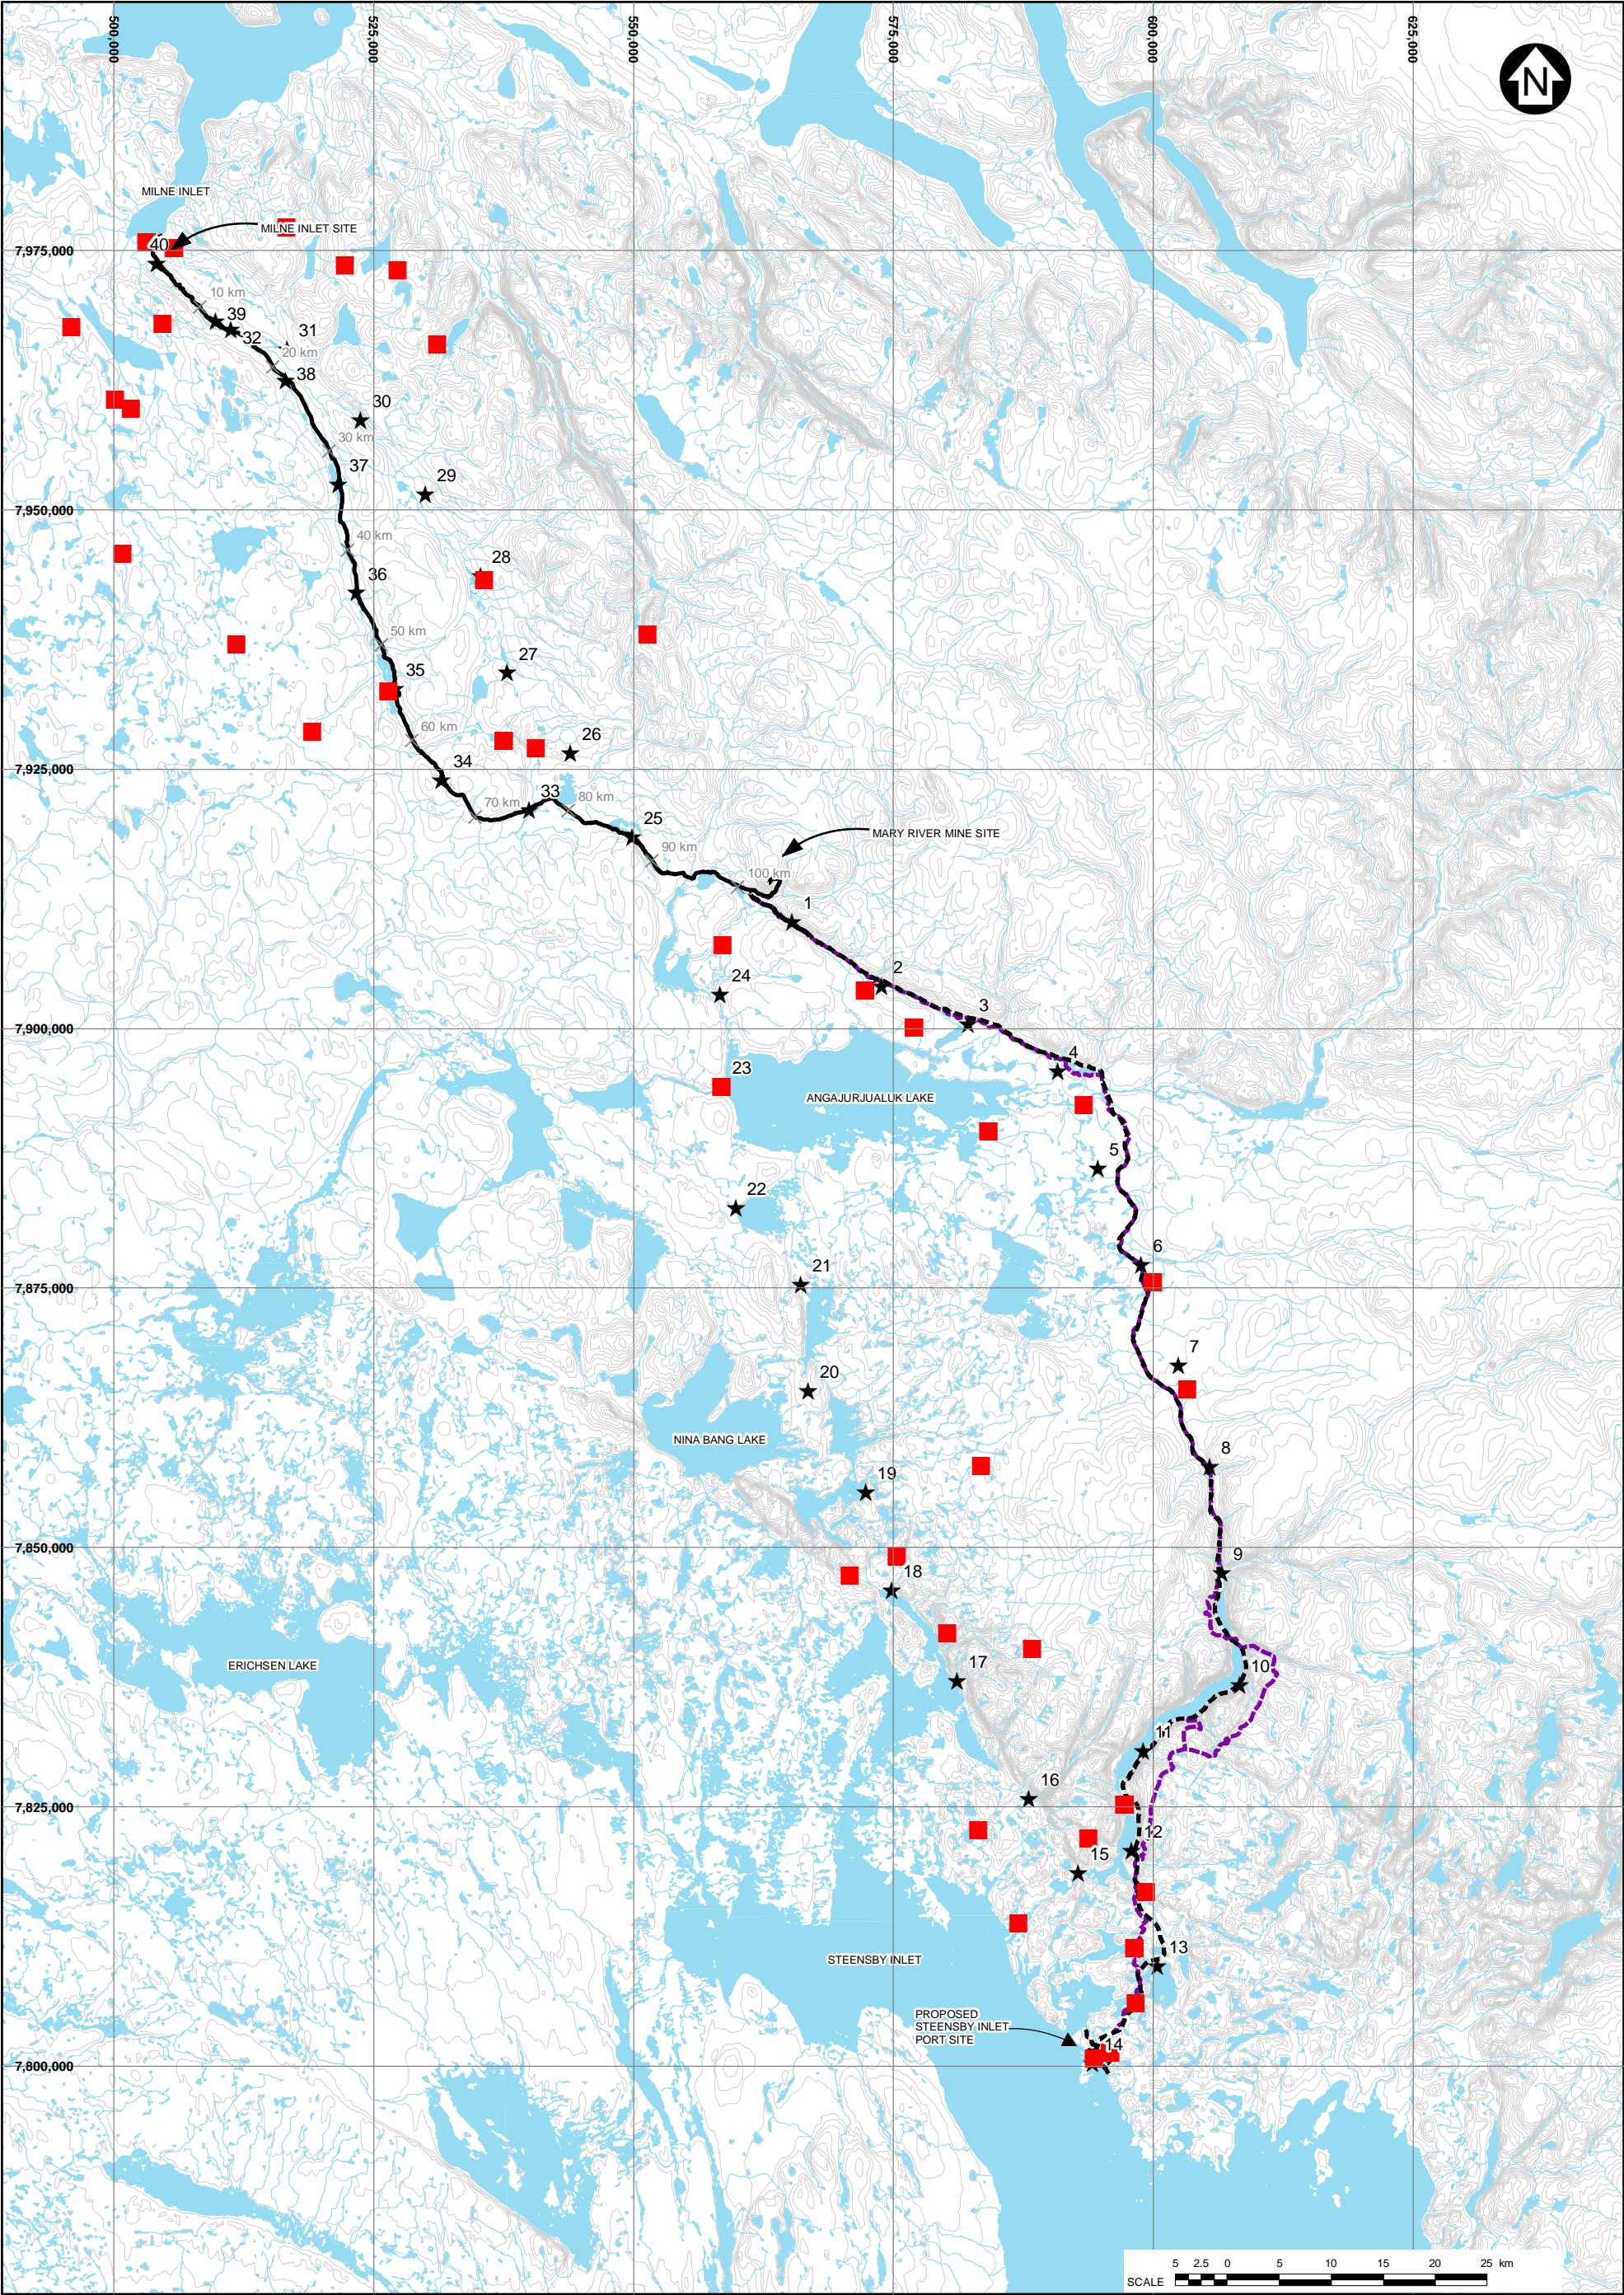 500,000
525,000
550,000
575,000
600,000
625,000
N
MILNE INLET
MILNE INLET SITE
40
7,975,000
10 km
39
32
31
20 km
38
30
30 km
37
29
7,950,000
40 km
28
36
50 km
27
35
60 km
26
34
7,925,000
70 km
33
80 km
25
MARY RIVER MINE SITE
90 km
100 km
1
2
24
3
7,900,000
4
23
ANGAJURJUALUK LAKE
5
22
6
21
7,875,000
7
20
NINA BANG LAKE
8
19
7,850,000
9
18
ERICHSEN LAKE
17
10
11
16
7,825,000
12
15
13
STEENSBY INLET
PROPOSED
STEENSBY INLET
PORT SITE
14
7,800,000
5 2.5 0 5 10 15 20 25 km
SCALE